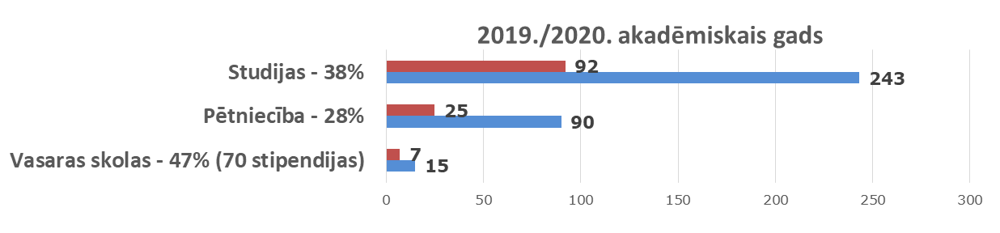 2019./2020. akadēmiskais gads
Studijas - 38%
92
243
Pētniecība - 28%
25
90
Vasaras skolas - 47% (70 stipendijas)
7
15
0 50 100 150 200 250 300